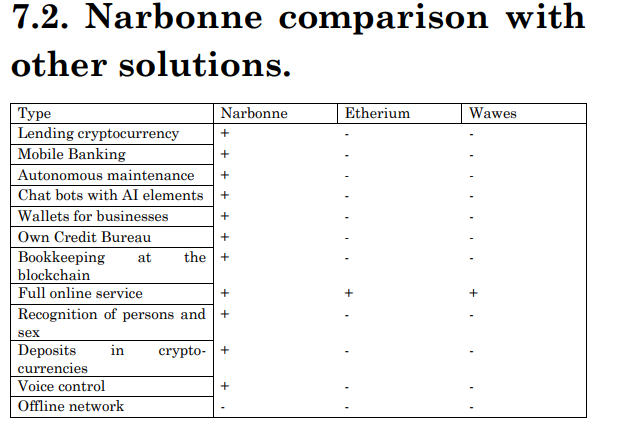 7.2. Narbonne comparison with
other solutions.
Type Narbonne Etherium Wawes
Lending cryptocurrency + - -
Mobile Banking + - -
Autonomous maintenance + - -
Chat bots with AI elements + - -
Wallets for businesses + - -
Own Credit Bureau + - -
Bookkeeping at the + - -
blockchain
Full online service + + +
Recognition of persons and + - -
sex
Deposits in crypto- + - -
currencies
Voice control + - -
Offline network - - -